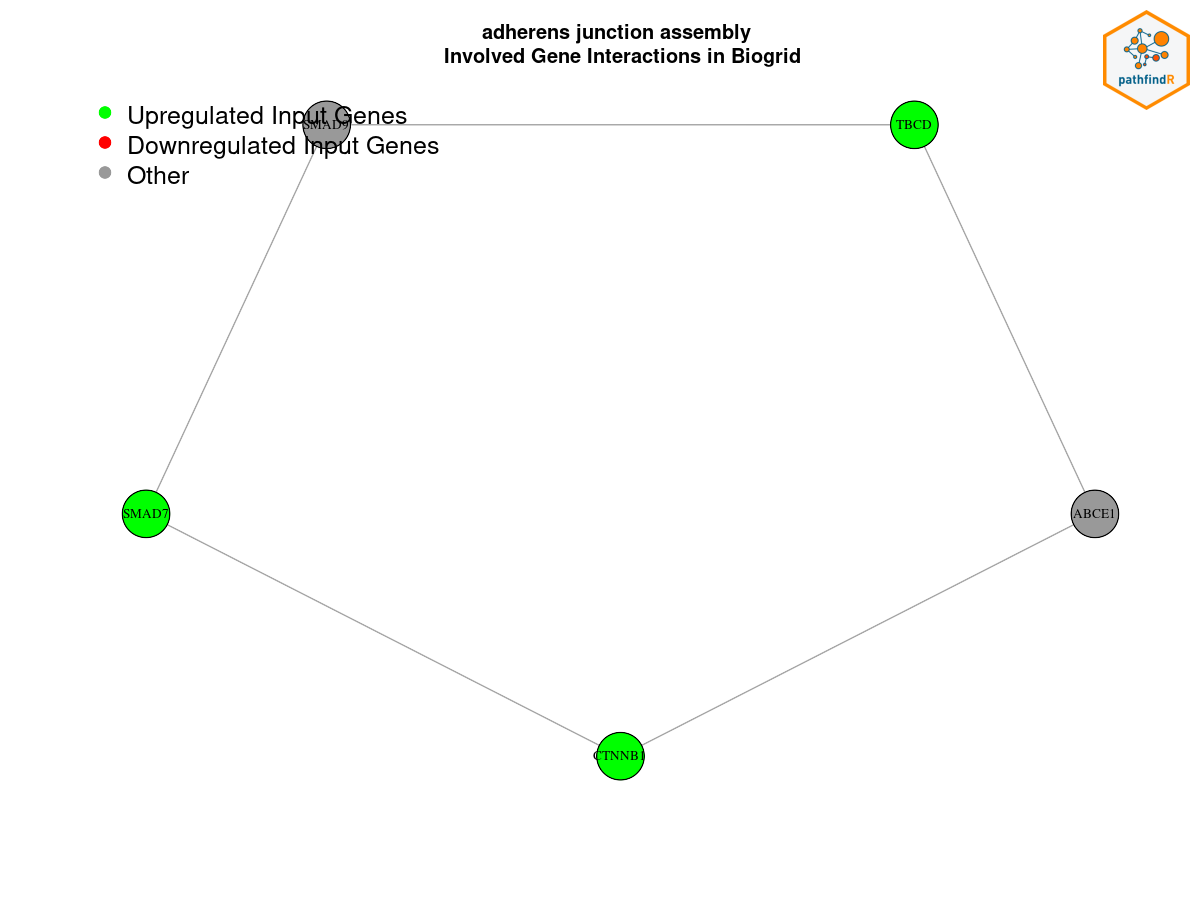 adherens junction assembly
Involved Gene Interactions in Biogrid
pathfindR
Upregulated Input Genes
Downregulated Input Genes
Other
SMAD9
TBCD
SMAD7
ABCE1
CTNNB1